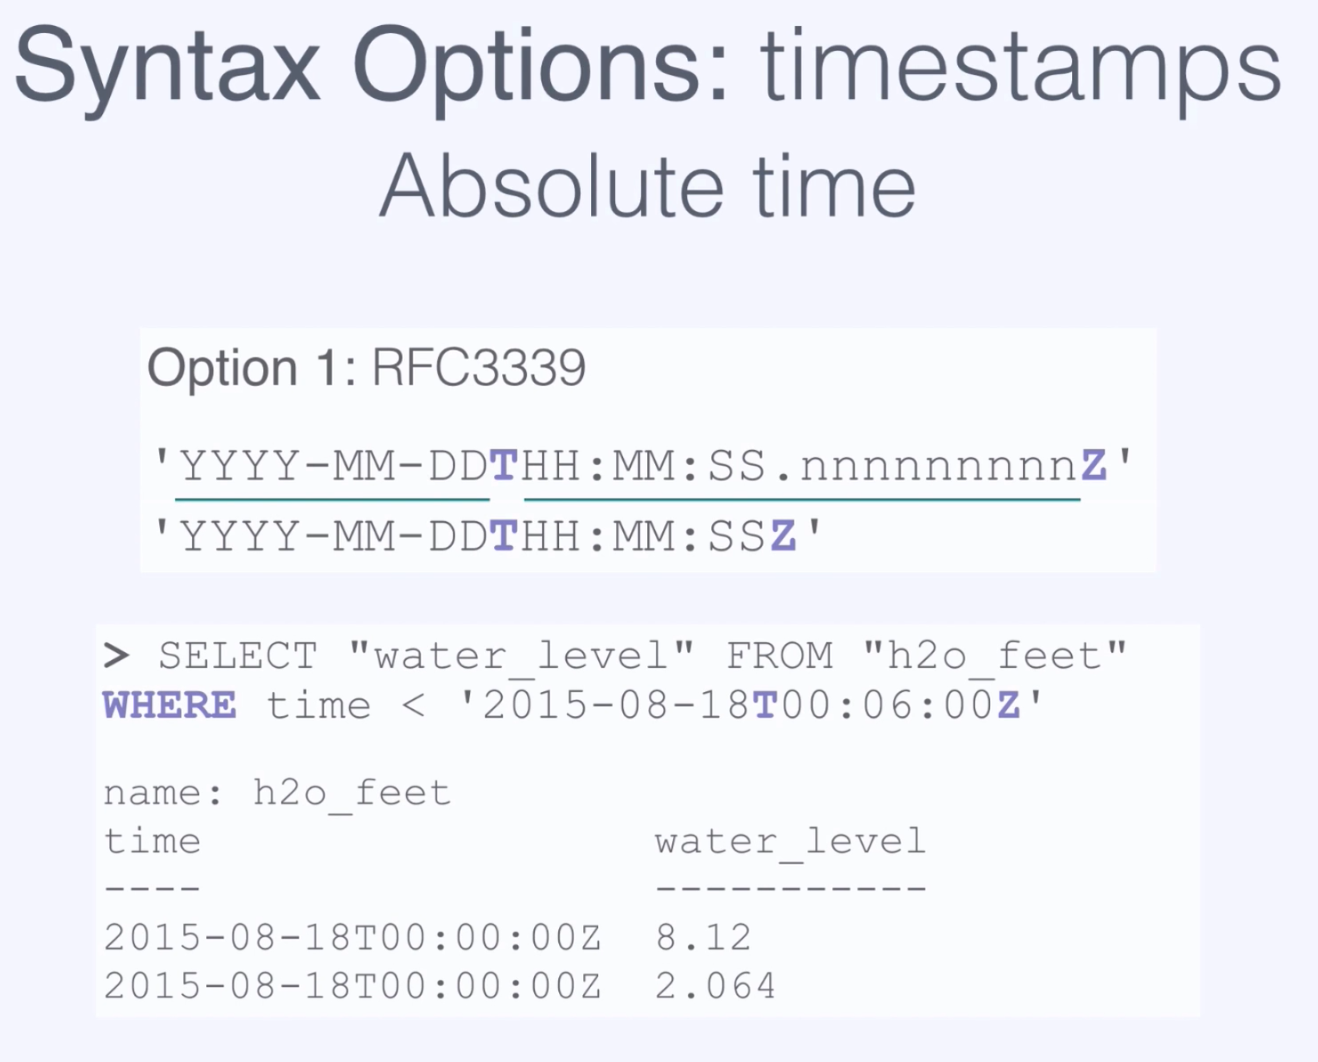 Syntax Options: timestamps
Absolute time
Option 1: RFC3339
'YYYY-MM-DDTHH:MM:SS.nnnnnnnnnZ'
'YYYY-MM-DDTHH:MM:SSZ'
> SELECT "water_level" FROM "h2o_feet"
WHERE time < '2015-08-18T00:06:00Z'
name: h2o_feet
time water_level
---- -----------
2015-08-18T00:00:00Z 8.12
2015-08-18T00:00:00Z 2.064